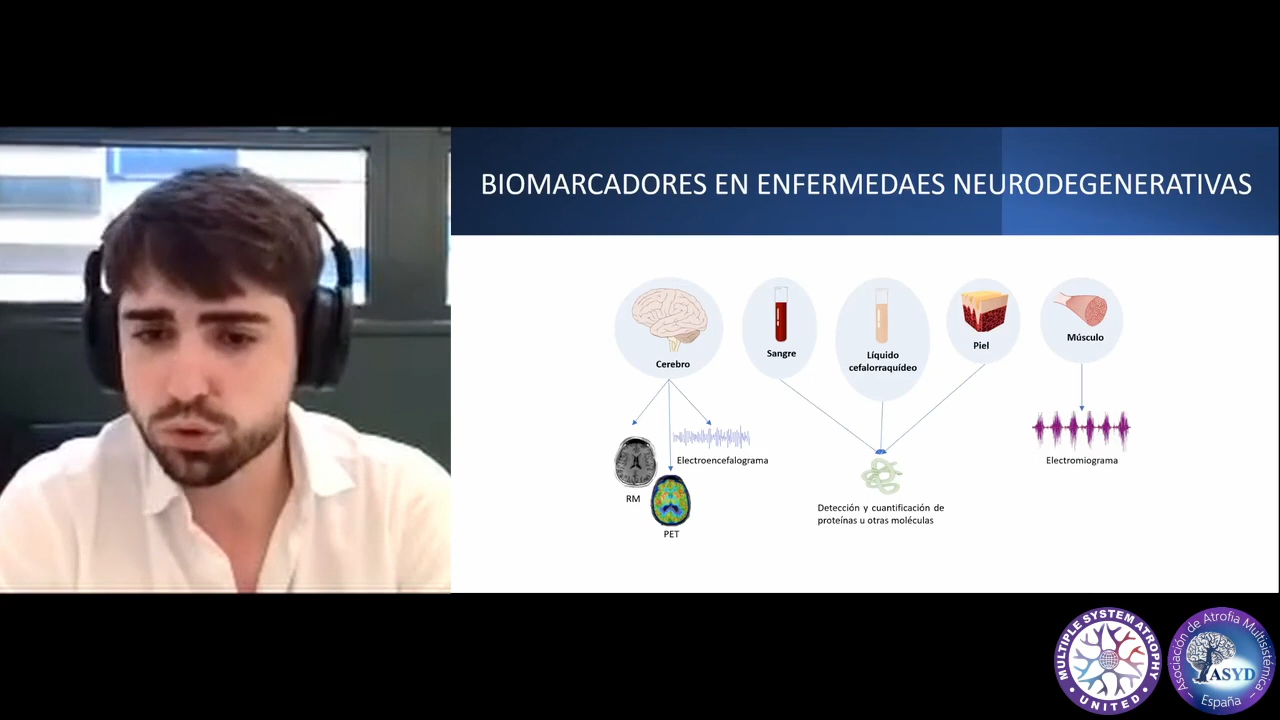 BIOMARCADORES EN ENFERMEDAES NEURODEGENERATIVAS
Cerebro
Sangre
Líquido
cefalorraquídeo
Piel
Músculo
Electroencefalograma
RM
PET
Detección y cuantificación de
proteínas u otras moléculas
Electromiograma
MULTIPLE SYSTEM ATROPHY
UNITED
Asociación de Atrofia Multisistémica
ASYD
España